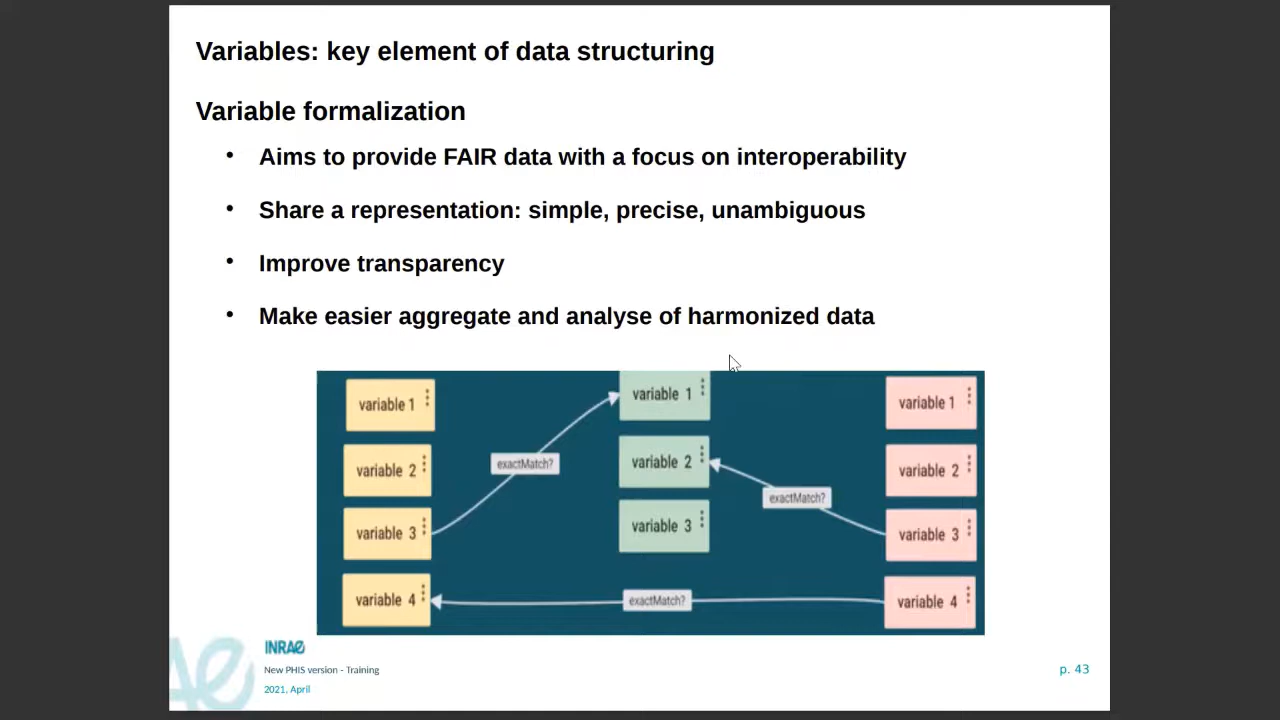 Variables: key element of data structuring
Variable formalization
• Aims to provide FAIR data with a focus on interoperability
• Share a representation: simple, precise, unambiguous
• Improve transparency
• Make easier aggregate and analyse of harmonized data
variable 1
variable 2
variable 3
variable 4
exactMatch?
variable 1
variable 2
variable 3
exactMatch?
exactMatch?
variable 1
variable 2
variable 3
variable 4
INRAE
New PHIS version - Training
2021, April
p. 43